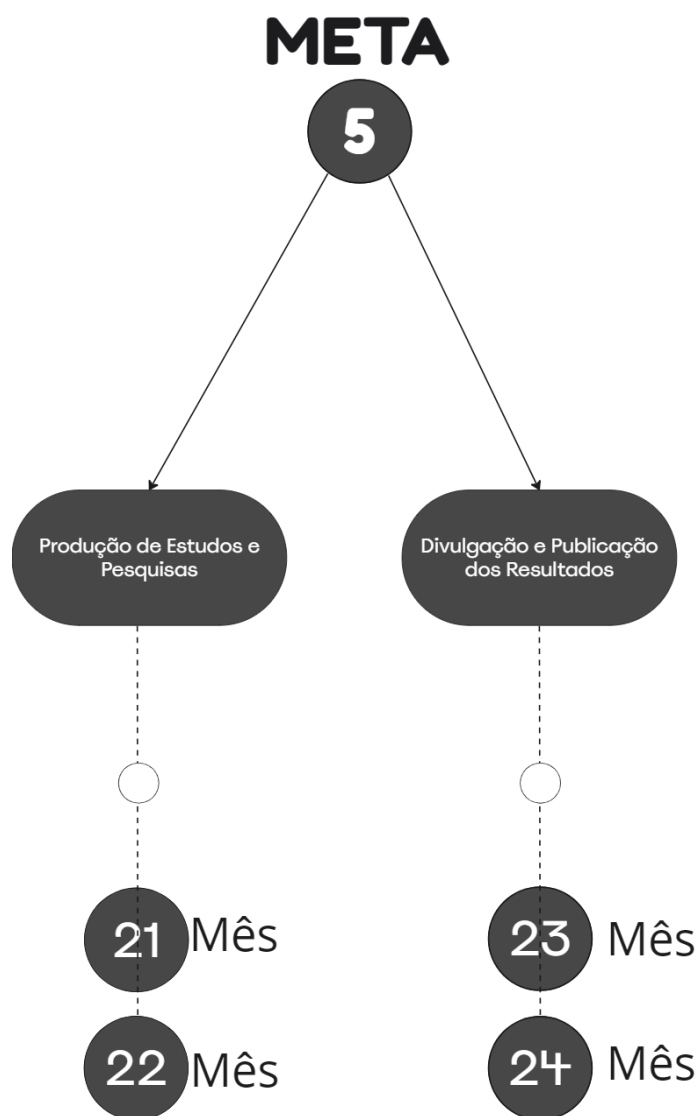 META
5
Produção de Estudos e
Pesquisas
Divulgação e Publicação
dos Resultados
21 Mês
22 Mês
23 Mês
24 Mês